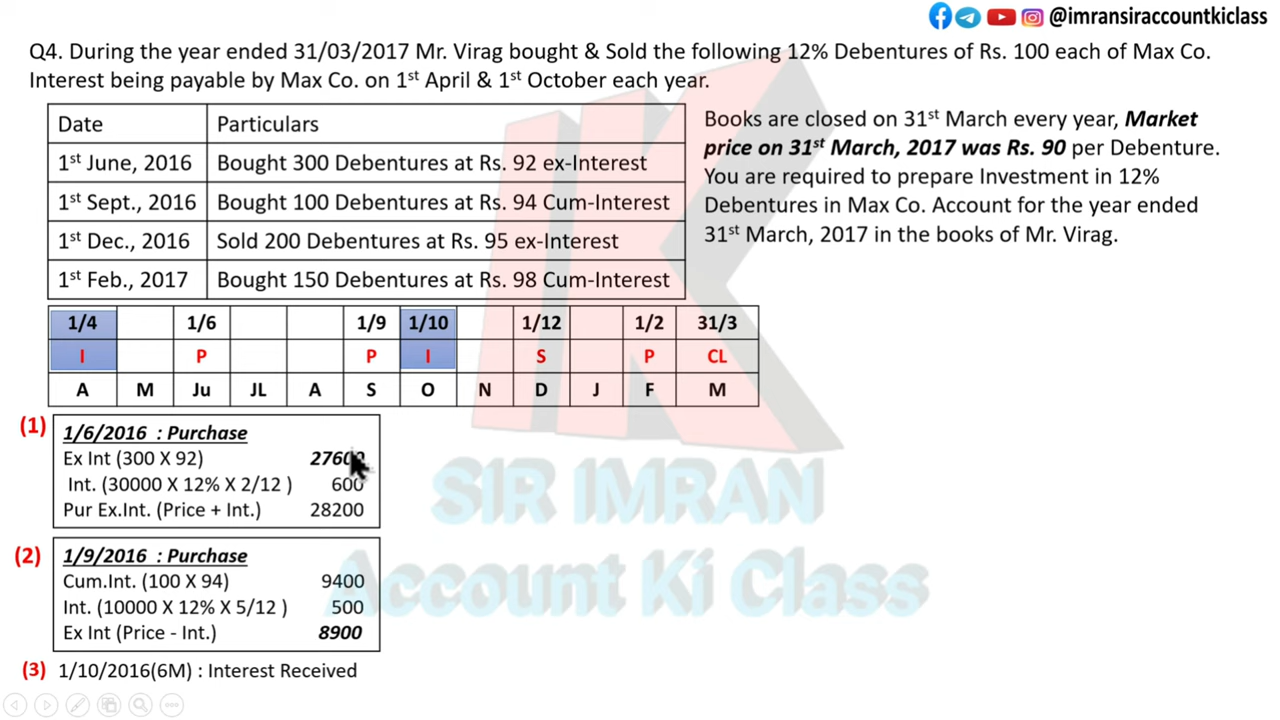 @imransiraccountkiclass
Q4. During the year ended 31/03/2017 Mr. Virag bought & Sold the following 12% Debentures of Rs. 100 each of Max Co.
Interest being payable by Max Co. on 1st April & 1st October each year.
Date Particulars
1st June, 2016 Bought 300 Debentures at Rs. 92 ex-Interest
1st Sept., 2016 Bought 100 Debentures at Rs. 94 Cum-Interest
1st Dec., 2016 Sold 200 Debentures at Rs. 95 ex-Interest
1st Feb., 2017 Bought 150 Debentures at Rs. 98 Cum-Interest
Books are closed on 31st March every year, Market
price on 31st March, 2017 was Rs. 90 per Debenture.
You are required to prepare Investment in 12%
Debentures in Max Co. Account for the year ended
31st March, 2017 in the books of Mr. Virag.
1/4 1/6 1/9 1/10 1/12 1/2 31/3
I P P I S P CL
A M Ju JL A S O N D J F M
(1) 1/6/2016 : Purchase
Ex Int (300 X 92) 27600
Int. (30000 X 12% X 2/12 ) 600
Pur Ex.Int. (Price + Int.) 28200
(2) 1/9/2016 : Purchase
Cum.Int. (100 X 94) 9400
Int. (10000 X 12% X 5/12 ) 500
Ex Int (Price - Int.) 8900
(3) 1/10/2016(6M) : Interest Received
SIR IMRAN
Account Ki Class